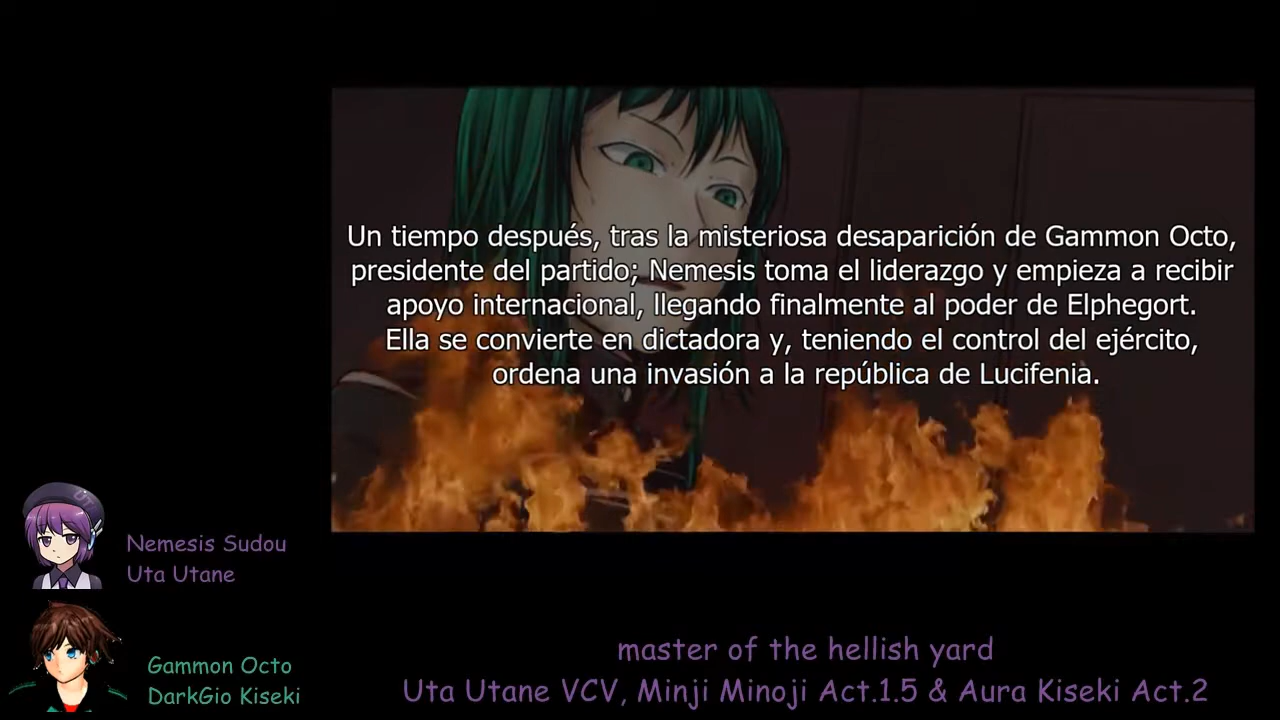 Un tiempo después, tras la misteriosa desaparición de Gammon Octo,
presidente del partido; Nemesis toma el liderazgo y empieza a recibir
apoyo internacional, llegando finalmente al poder de Elphegort.
Ella se convierte en dictadora y, teniendo el control del ejército,
ordena una invasión a la república de Lucifenia.
Nemesis Sudou
Uta Utane
Gammon Octo
DarkGio Kiseki
master of the hellish yard
Uta Utane VCV, Minji Minoji Act.1.5 & Aura Kiseki Act.2